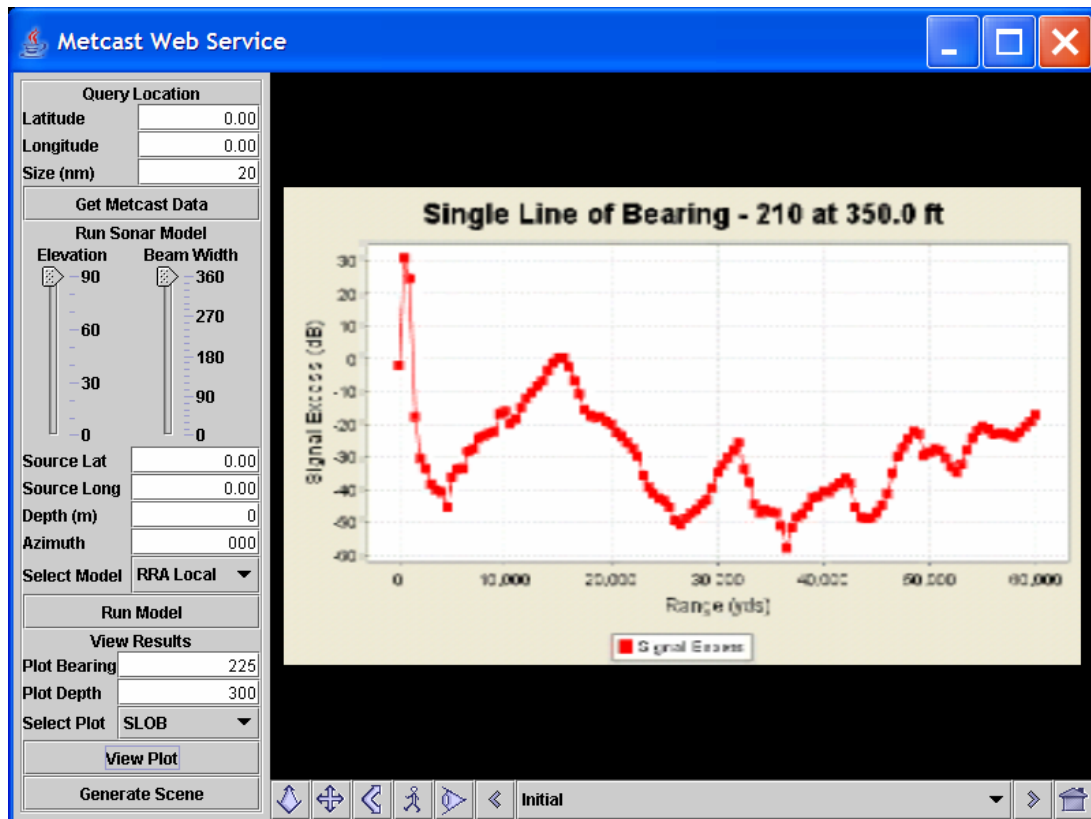 Metcast Web Service
Query Location
Latitude 0.00
Longitude 0.00
Size (nm) 20
Get Metcast Data
Run Sonar Model
Elevation Beam Width
90 360
60 270
180
30 90
0 0
Source Lat 0.00
Source Long 0.00
Depth (m) 0
Azimuth 000
Select Model RRA Local
Run Model
View Results
Plot Bearing 225
Plot Depth 300
Select Plot SLOB
View Plot
Generate Scene
Single Line of Bearing - 210 at 350.0 ft
Signal Excess (dB)
30
20
10
0
-10
-20
-30
-40
-50
-60
0 10,000 20,000 30,000 40,000 50,000 60,000
Range (yds)
Signal Excess
Initial